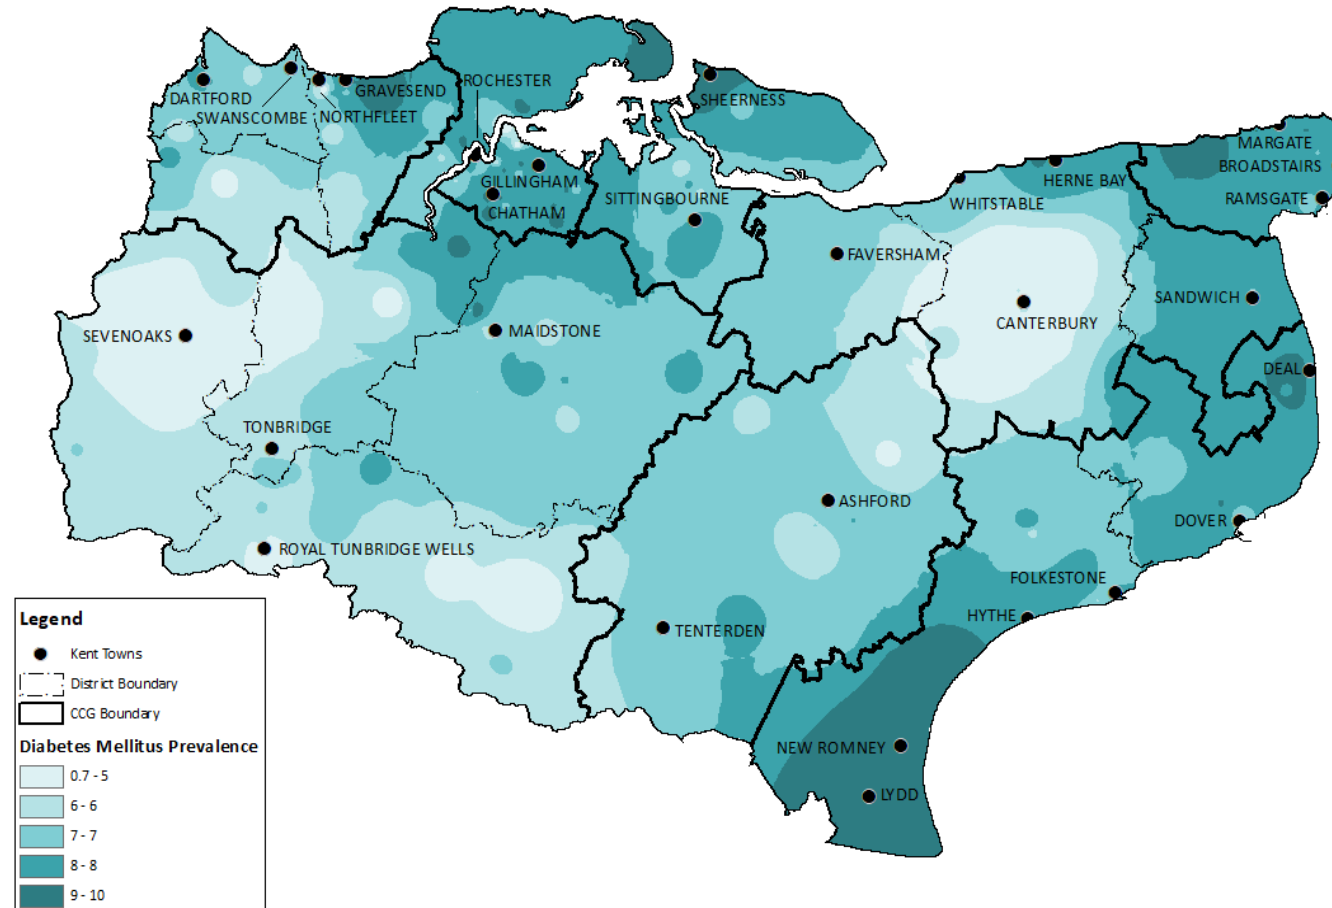 ROCHESTER
DARTFORD
GRAVESEND
SWANSCOMBE
NORTHFLEET
SHEERNESS
MARGATE
BROADSTAIRS
GILLINGHAM
HERNE BAY
CHATHAM
SITTINGBOURNE
WHITSTABLE
RAMSGATE
FAVERSHAM
SANDWICH
SEVENOAKS
MAIDSTONE
CANTERBURY
DEAL
TONBRIDGE
ASHFORD
DOVER
ROYAL TUNBRIDGE WELLS
FOLKESTONE
HYTHE
TENTERDEN
NEW ROMNEY
LYDD
Legend
Kent Towns
District Boundary
CCG Boundary
Diabetes Mellitus Prevalence
0.7 - 5
6 - 6
7 - 7
8 - 8
9 - 10